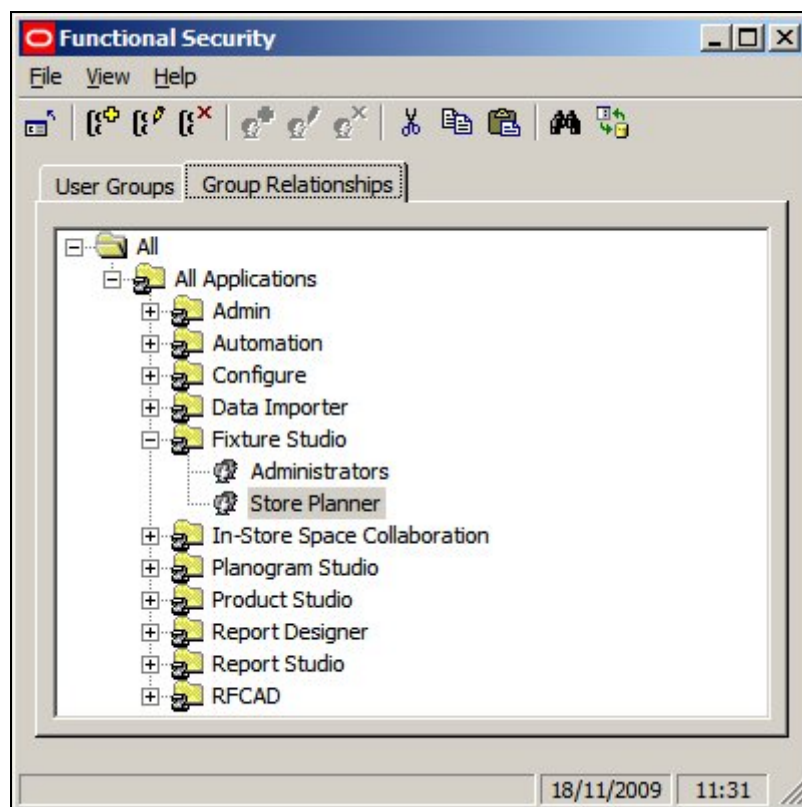 Functional Security
File View Help
User Groups Group Relationships
All
All Applications
Admin
Automation
Configure
Data Importer
Fixture Studio
Administrators
Store Planner
In-Store Space Collaboration
Planogram Studio
Product Studio
Report Designer
Report Studio
RFCAD
18/11/2009 11:31